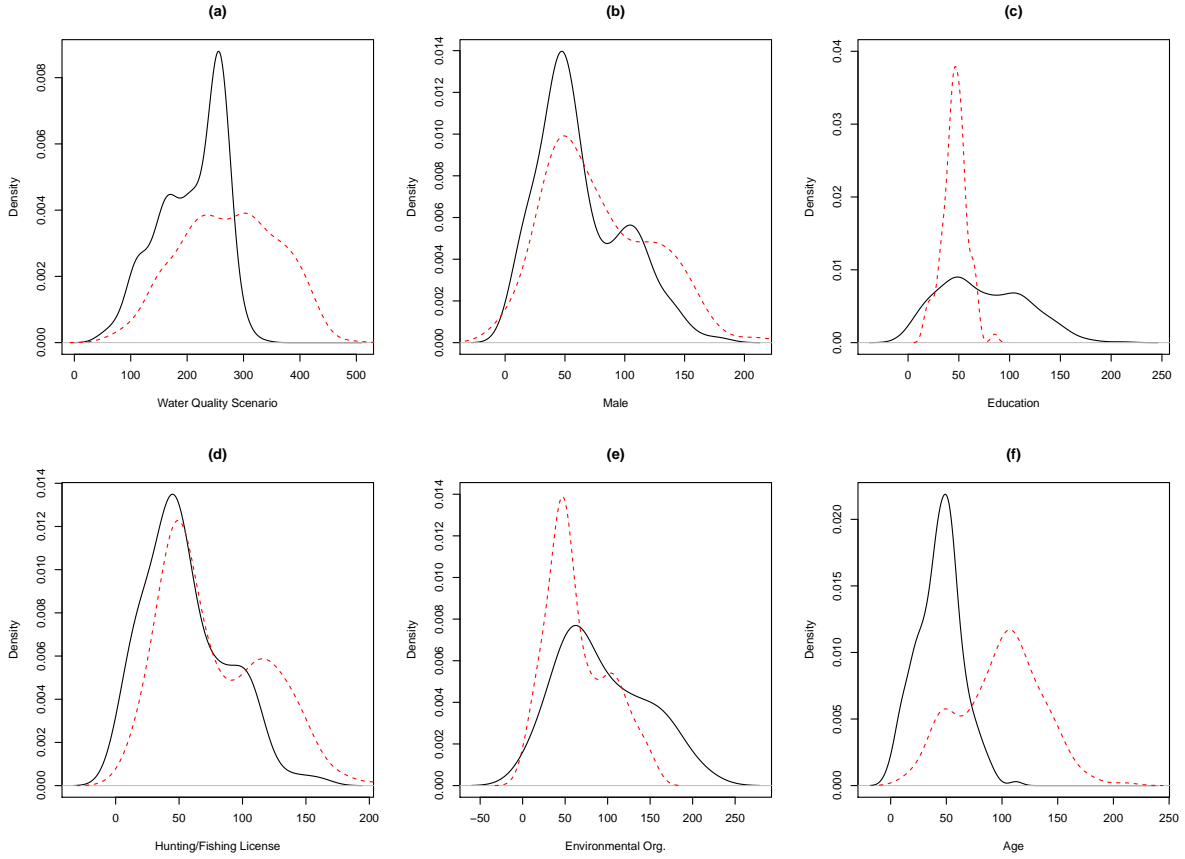 (a)
Density
0.000 0.002 0.004 0.006 0.008
0 100 200 300 400 500
Water Quality Scenario
(b)
Density
0.000 0.002 0.004 0.006 0.008 0.010 0.012 0.014
0 50 100 150 200
Male
(c)
Density
0.00 0.01 0.02 0.03 0.04
0 50 100 150 200 250
Education
(d)
Density
0.000 0.002 0.004 0.006 0.008 0.010 0.012 0.014
0 50 100 150 200
Hunting/Fishing License
(e)
Density
0.000 0.002 0.004 0.006 0.008 0.010 0.012 0.014
−50 0 50 100 150 200 250
Environmental Org.
(f)
Density
0.000 0.005 0.010 0.015 0.020
0 50 100 150 200 250
Age